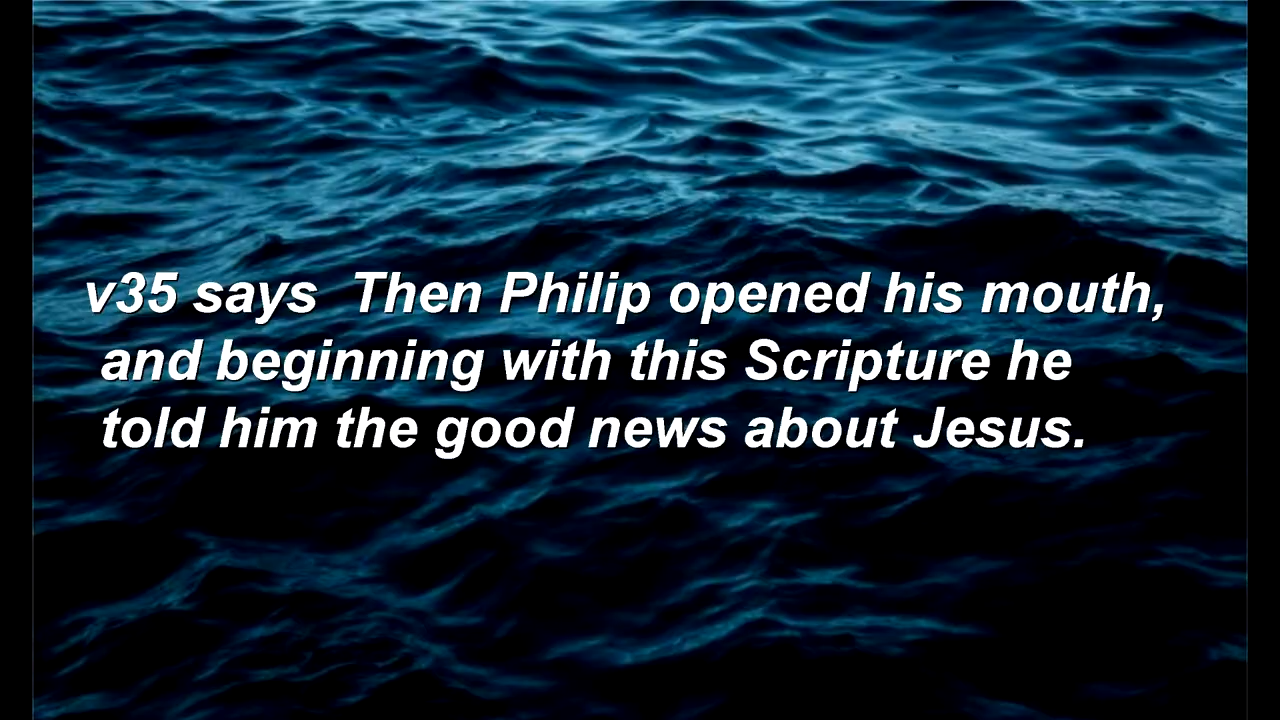 v35 says  Then Philip opened his mouth,
and beginning with this Scripture he
told him the good news about Jesus.